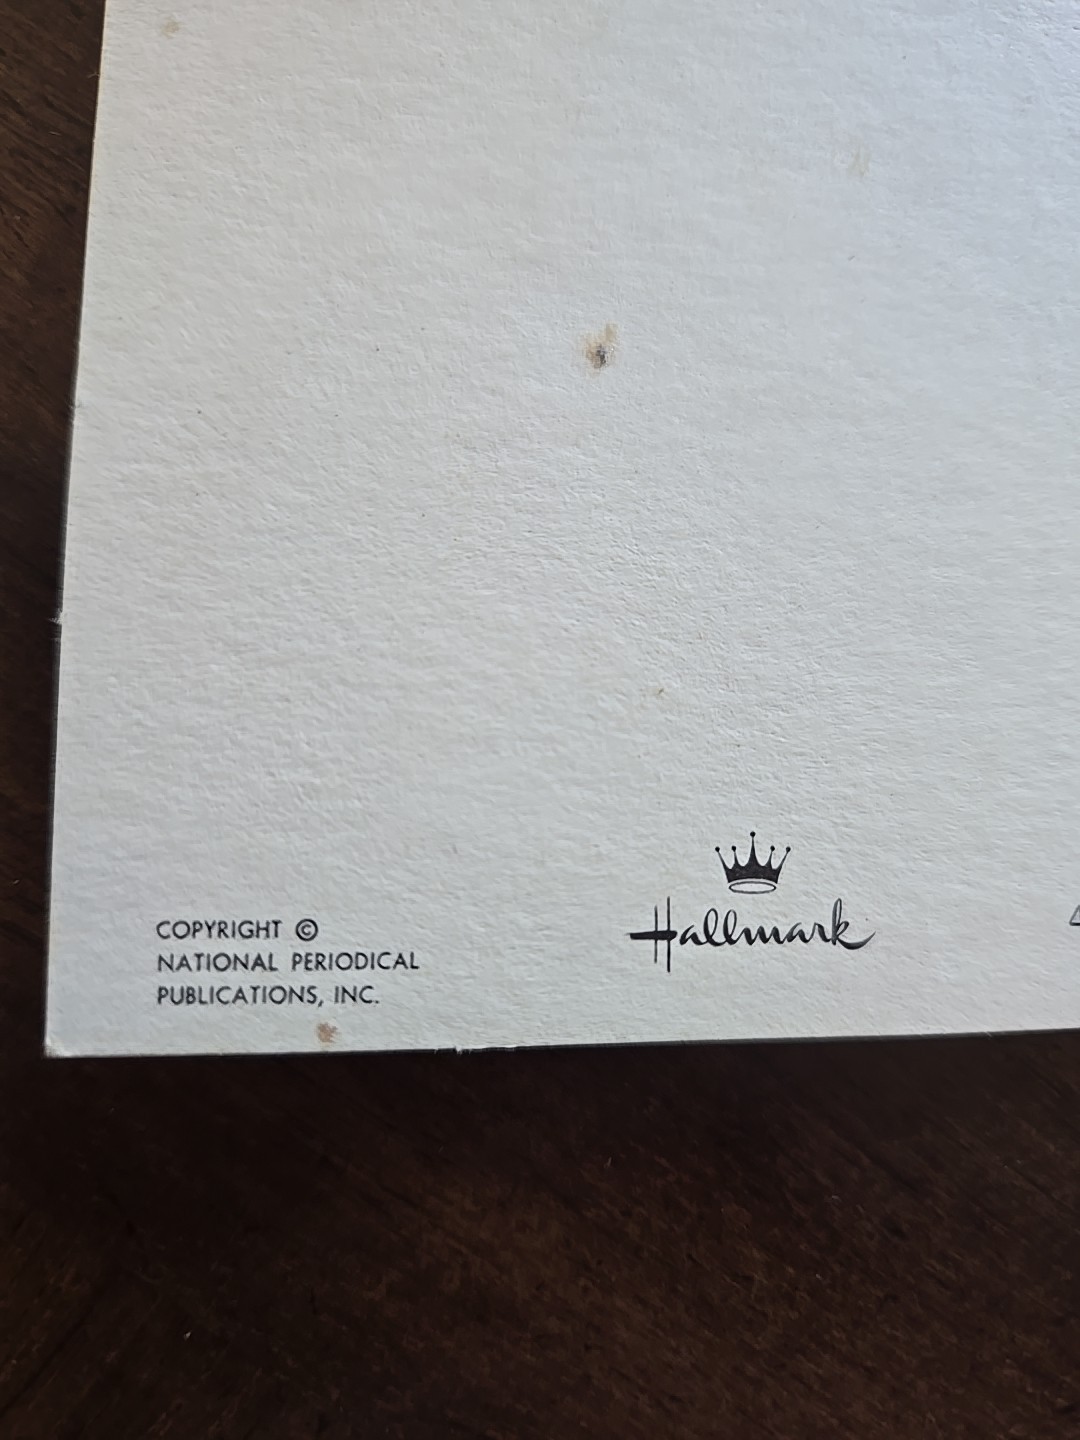 COPYRIGHT ©
NATIONAL PERIODICAL
PUBLICATIONS, INC.
Hallmark